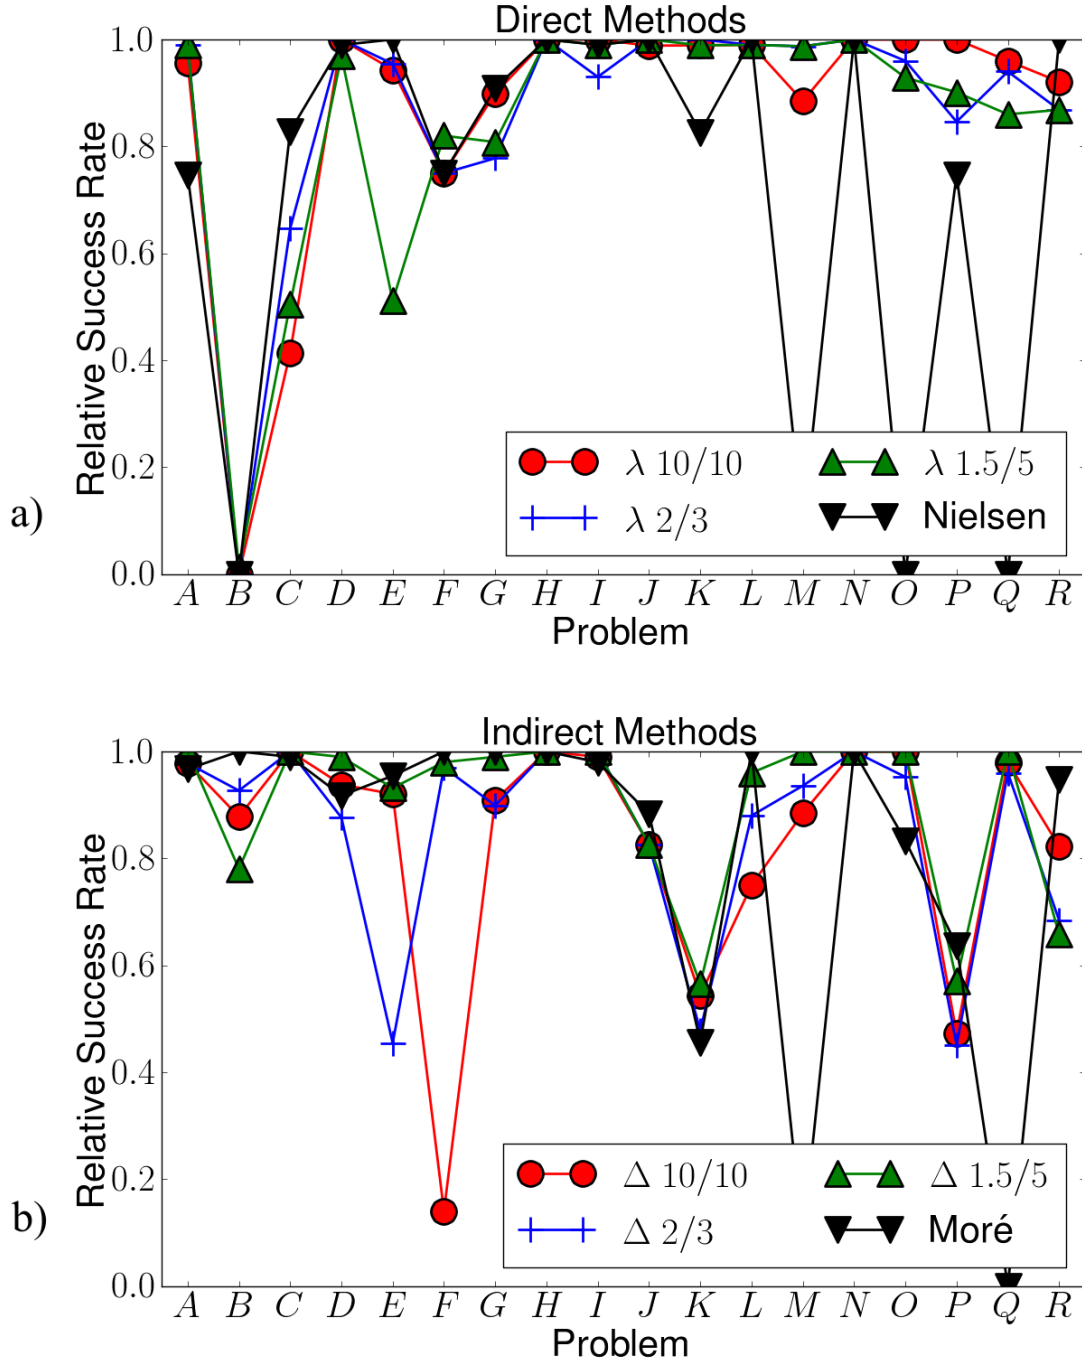 Direct Methods
1.0
0.8
0.6
0.4
0.2
0.0
Relative Success Rate
a)
λ 10/10
λ 1.5/5
λ 2/3
Nielsen
A B C D E F G H I J K L M N O P Q R
Problem
Indirect Methods
1.0
0.8
0.6
0.4
0.2
0.0
Relative Success Rate
b)
Δ 10/10
Δ 1.5/5
Δ 2/3
Moré
A B C D E F G H I J K L M N O P Q R
Problem